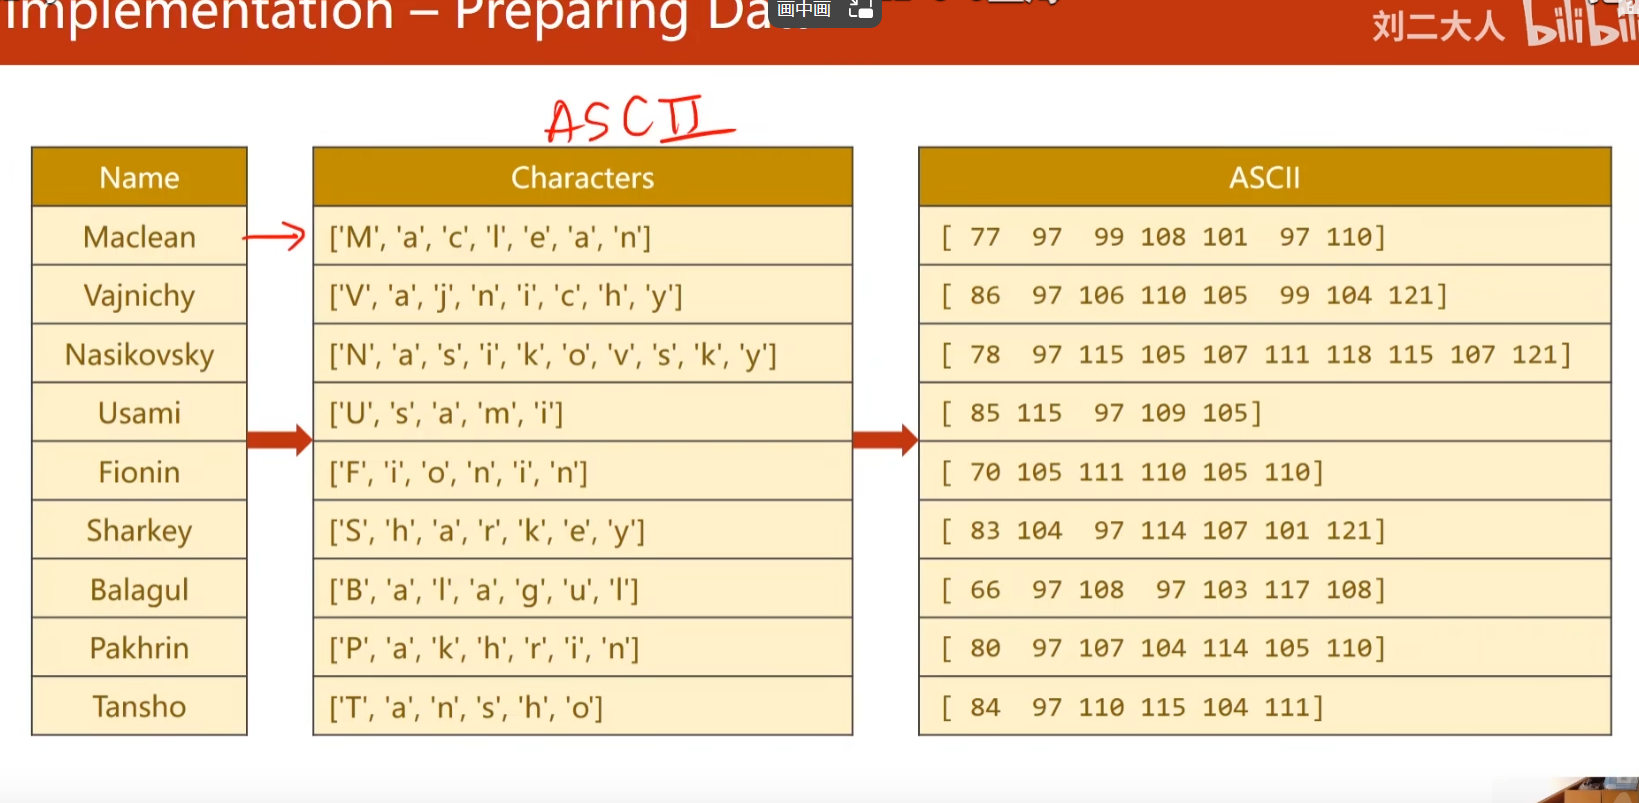 Implementation – Preparing Da
画中画
刘二大人 bilibili
ASCII
Name Characters ASCII
Maclean → ['M', 'a', 'c', 'l', 'e', 'a', 'n'] [ 77 97 99 108 101 97 110]
Vajnichy ['V', 'a', 'j', 'n', 'i', 'c', 'h', 'y'] [ 86 97 106 110 105 99 104 121]
Nasikovsky ['N', 'a', 's', 'i', 'k', 'o', 'v', 's', 'k', 'y'] [ 78 97 115 105 107 111 118 115 107 121]
Usami ['U', 's', 'a', 'm', 'i'] [ 85 115 97 109 105]
Fionin ['F', 'i', 'o', 'n', 'i', 'n'] [ 70 105 111 110 105 110]
Sharkey ['S', 'h', 'a', 'r', 'k', 'e', 'y'] [ 83 104 97 114 107 101 121]
Balagul ['B', 'a', 'l', 'a', 'g', 'u', 'l'] [ 66 97 108 97 103 117 108]
Pakhrin ['P', 'a', 'k', 'h', 'r', 'i', 'n'] [ 80 97 107 104 114 105 110]
Tansho ['T', 'a', 'n', 's', 'h', 'o'] [ 84 97 110 115 104 111]